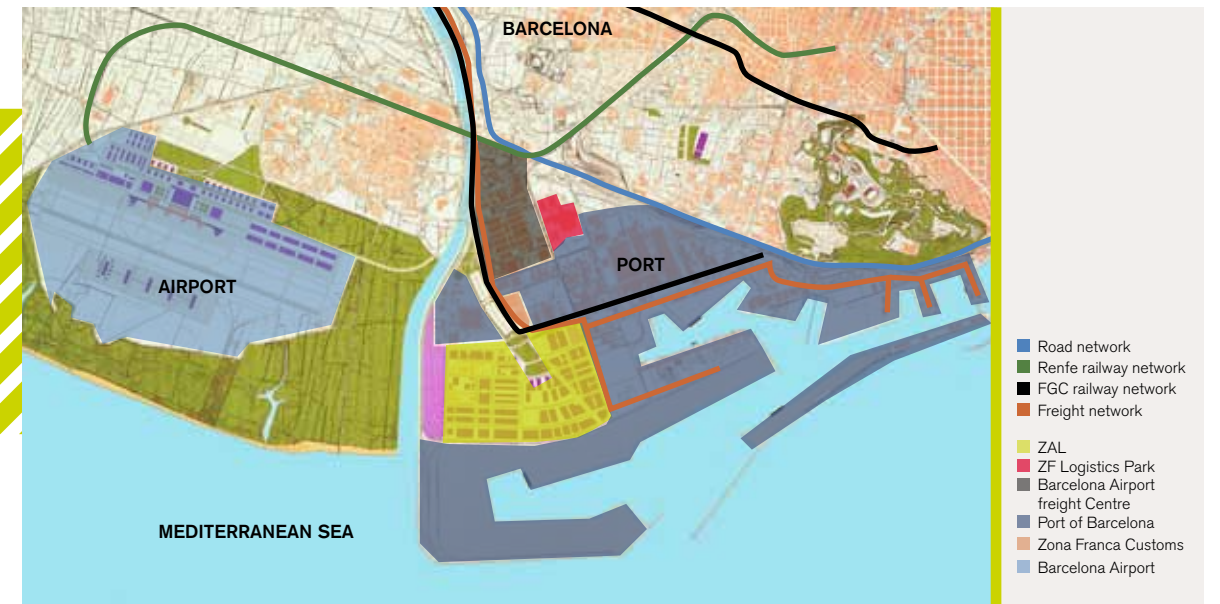 BARCELONA
AIRPORT
PORT
MEDITERRANEAN SEA
Road network
Renfe railway network
FGC railway network
Freight network
ZAL
ZF Logistics Park
Barcelona Airport
freight Centre
Port of Barcelona
Zona Franca Customs
Barcelona Airport